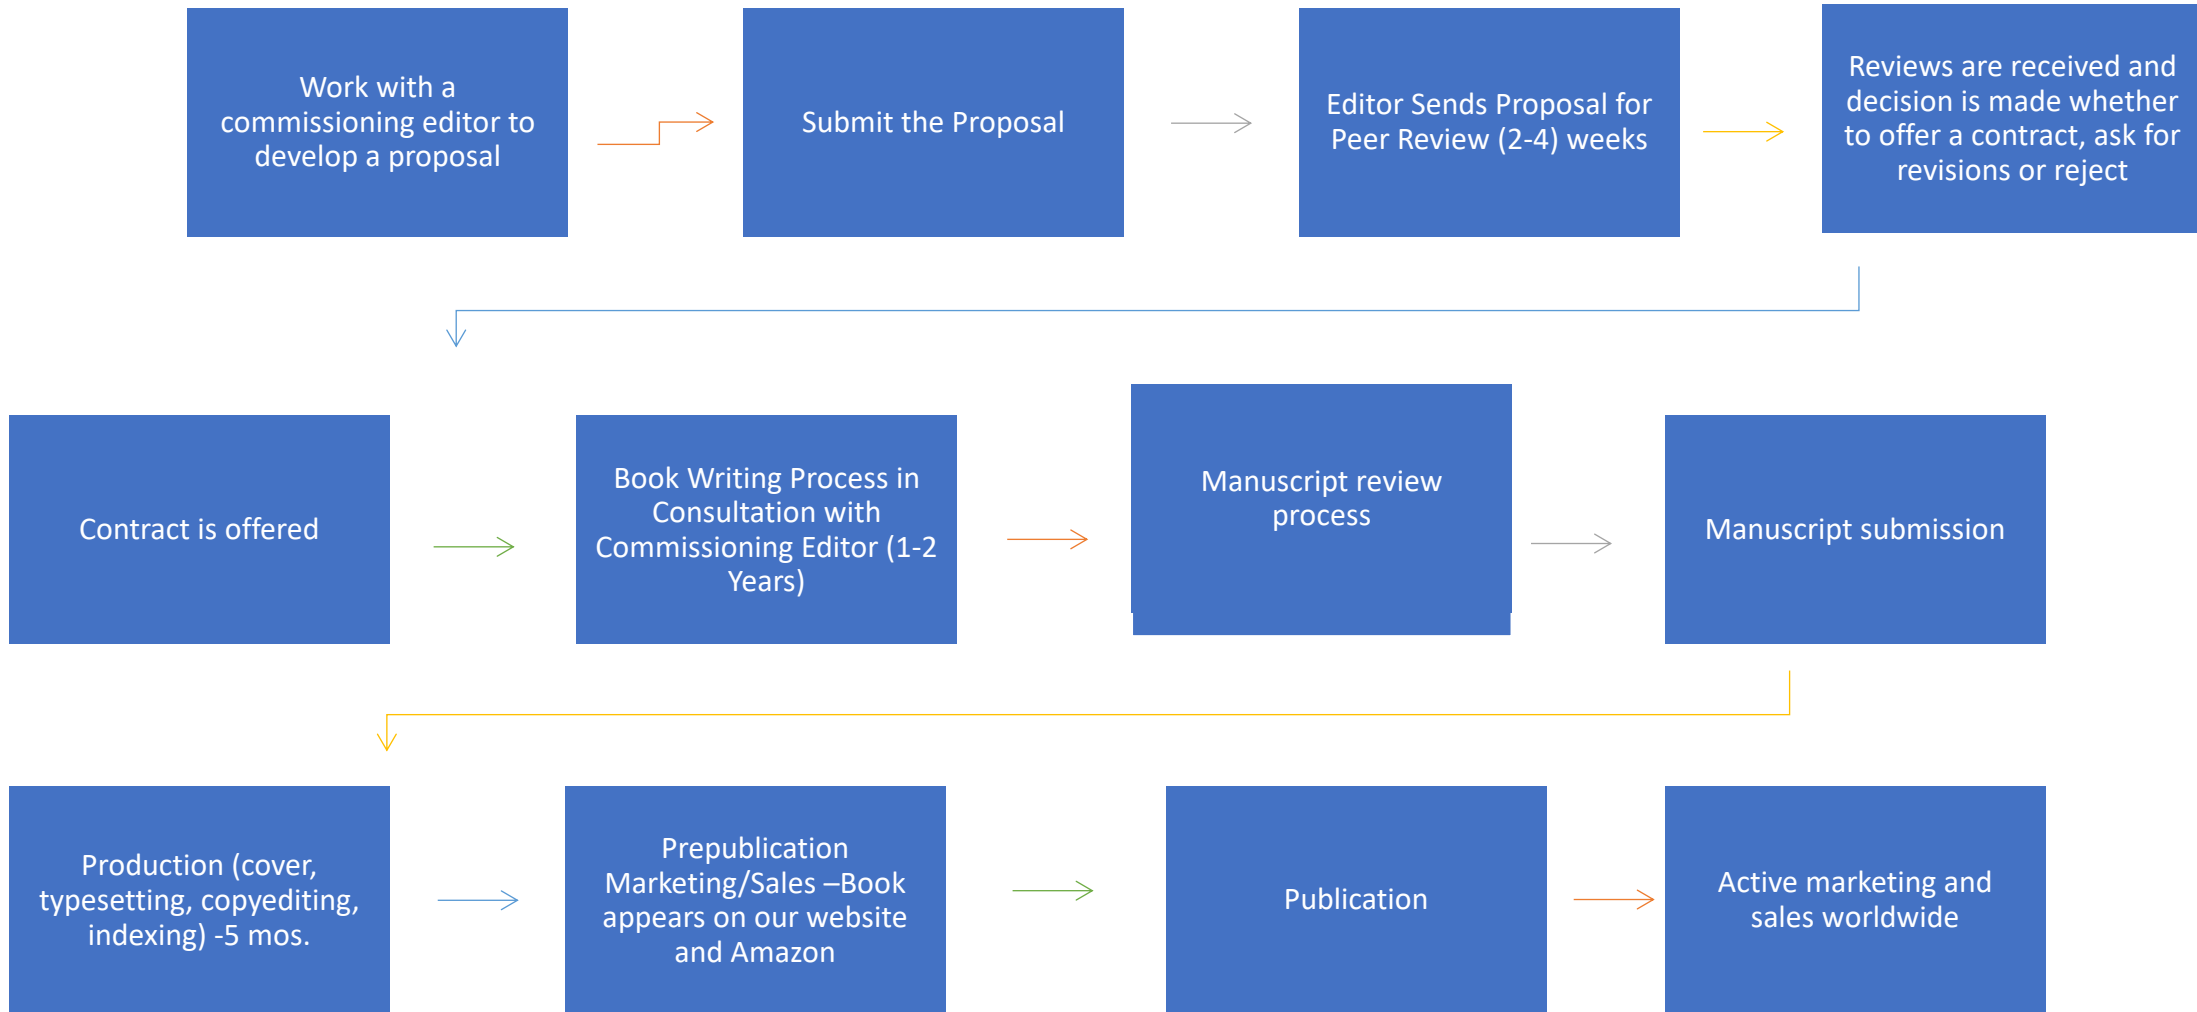 Work with a
commissioning editor to
develop a proposal
Submit the Proposal
Editor Sends Proposal for
Peer Review (2-4) weeks
Reviews are received and
decision is made whether
to offer a contract, ask for
revisions or reject
Contract is offered
Book Writing Process in
Consultation with
Commissioning Editor (1-2
Years)
Manuscript review
process
Manuscript submission
Production (cover,
typesetting, copyediting,
indexing) -5 mos.
Prepublication
Marketing/Sales –Book
appears on our website
and Amazon
Publication
Active marketing and
sales worldwide